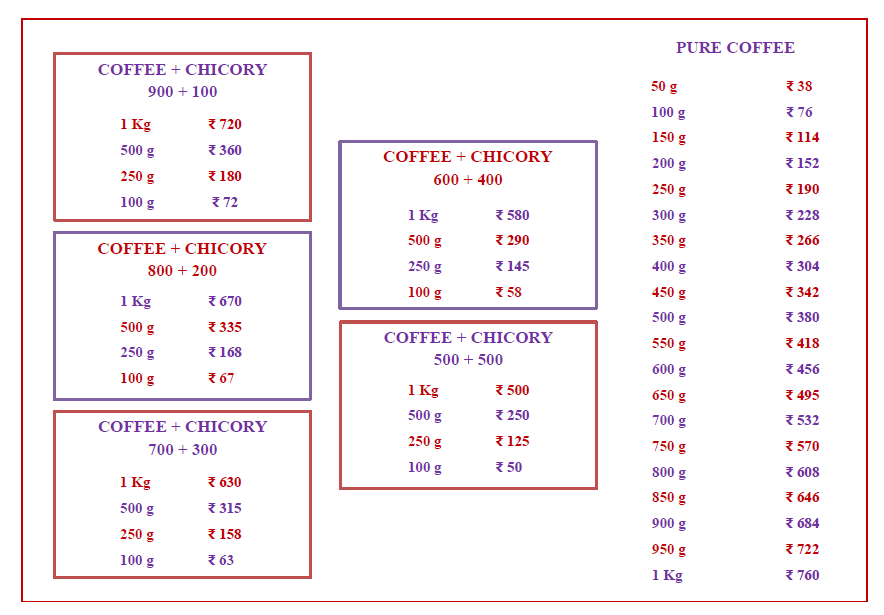 COFFEE + CHICORY
900 + 100
1 Kg ₹ 720
500 g ₹ 360
250 g ₹ 180
100 g ₹ 72
COFFEE + CHICORY
800 + 200
1 Kg ₹ 670
500 g ₹ 335
250 g ₹ 168
100 g ₹ 67
COFFEE + CHICORY
700 + 300
1 Kg ₹ 630
500 g ₹ 315
250 g ₹ 158
100 g ₹ 63
COFFEE + CHICORY
600 + 400
1 Kg ₹ 580
500 g ₹ 290
250 g ₹ 145
100 g ₹ 58
COFFEE + CHICORY
500 + 500
1 Kg ₹ 500
500 g ₹ 250
250 g ₹ 125
100 g ₹ 50
PURE COFFEE
50 g ₹ 38
100 g ₹ 76
150 g ₹ 114
200 g ₹ 152
250 g ₹ 190
300 g ₹ 228
350 g ₹ 266
400 g ₹ 304
450 g ₹ 342
500 g ₹ 380
550 g ₹ 418
600 g ₹ 456
650 g ₹ 495
700 g ₹ 532
750 g ₹ 570
800 g ₹ 608
850 g ₹ 646
900 g ₹ 684
950 g ₹ 722
1 Kg ₹ 760